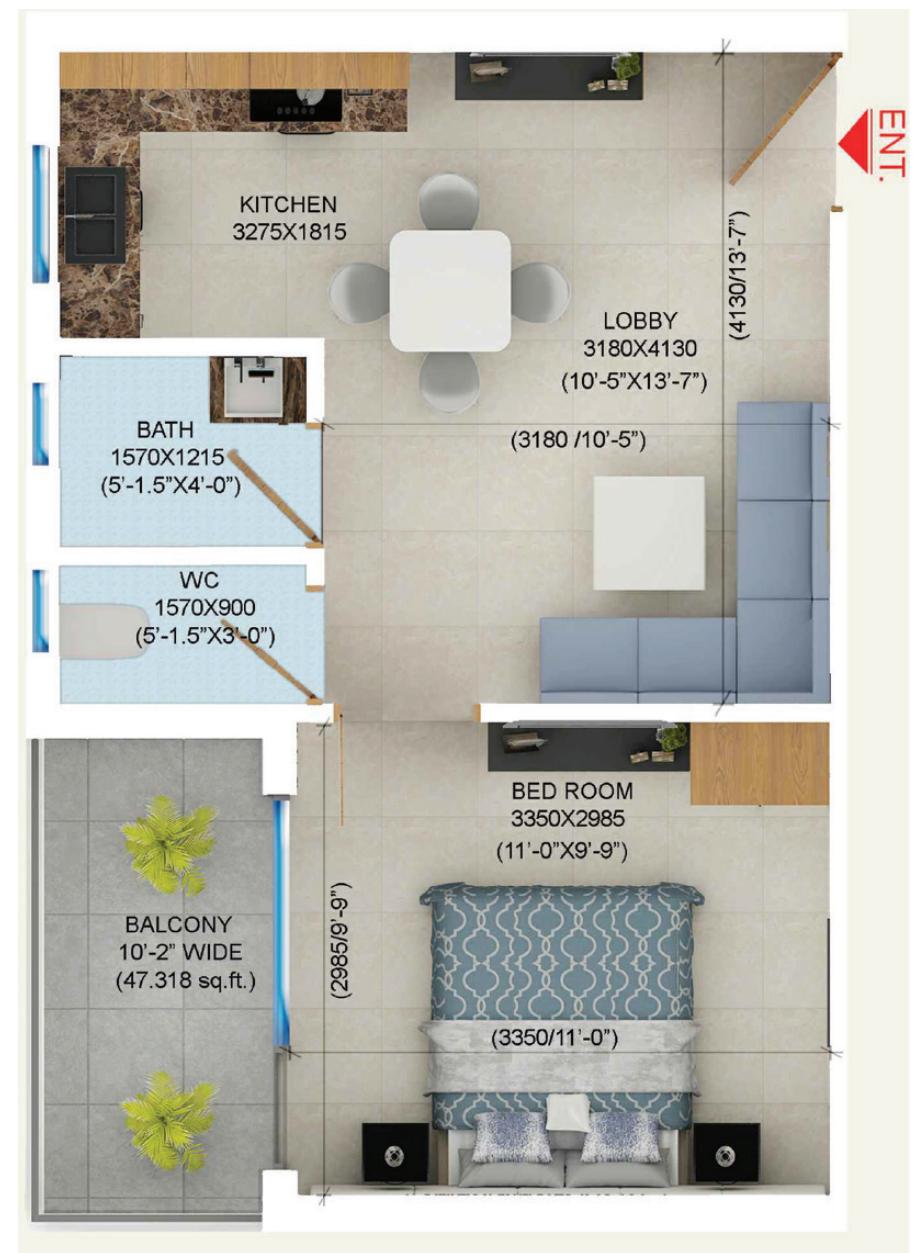 ENT.
KITCHEN
3275X1815
(4130/13'-7")
LOBBY
3180X4130
(10'-5"X13'-7")
(3180 /10'-5")
BATH
1570X1215
(5'-1.5"X4'-0")
WC
1570X900
(5'-1.5"X3'-0")
BED ROOM
3350X2985
(11'-0"X9'-9")
(2985/9'-9")
BALCONY
10'-2" WIDE
(47.318 sq.ft.)
(3350/11'-0")